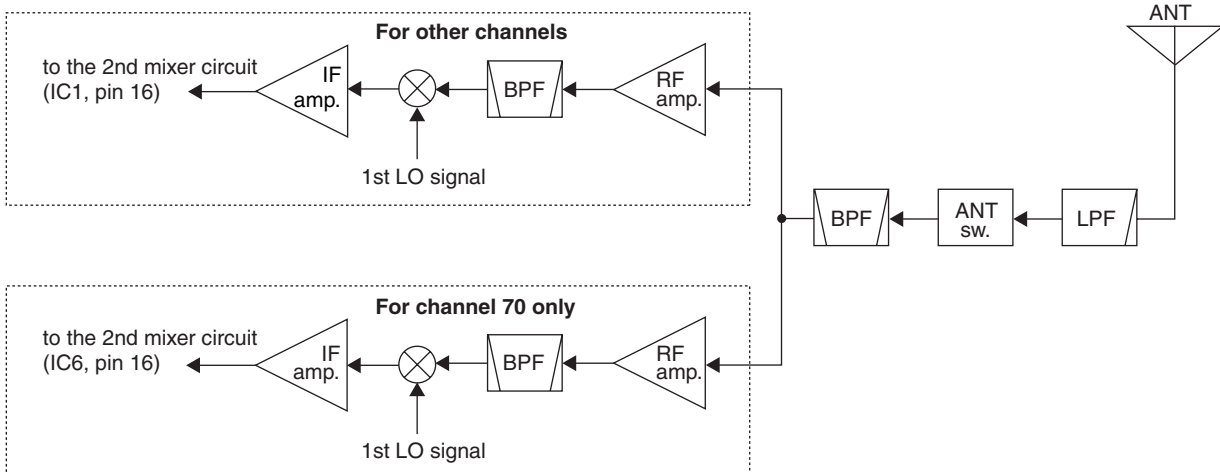 For other channels
to the 2nd mixer circuit
(IC1, pin 16)
IF
amp.
BPF
RF
amp.
1st LO signal
ANT
BPF
ANT
sw.
LPF
For channel 70 only
to the 2nd mixer circuit
(IC6, pin 16)
IF
amp.
BPF
RF
amp.
1st LO signal